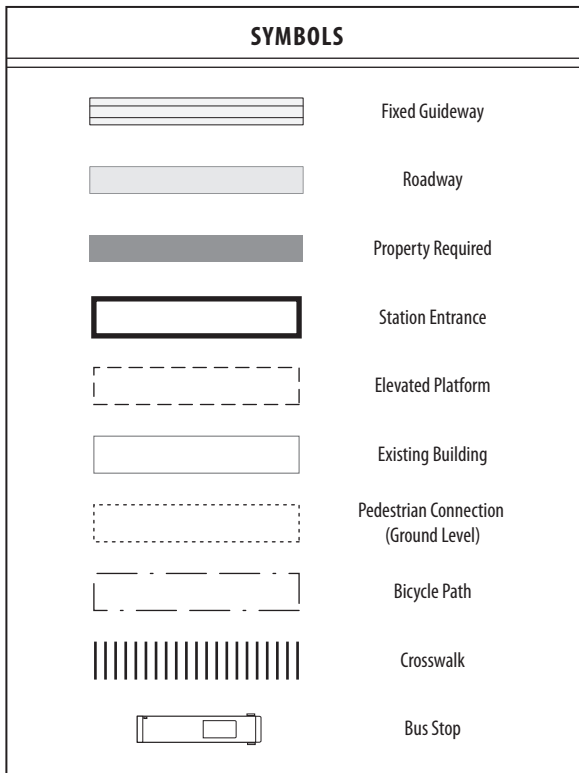 SYMBOLS
Fixed Guideway
Roadway
Property Required
Station Entrance
Elevated Platform
Existing Building
Pedestrian Connection
(Ground Level)
Bicycle Path
Crosswalk
Bus Stop